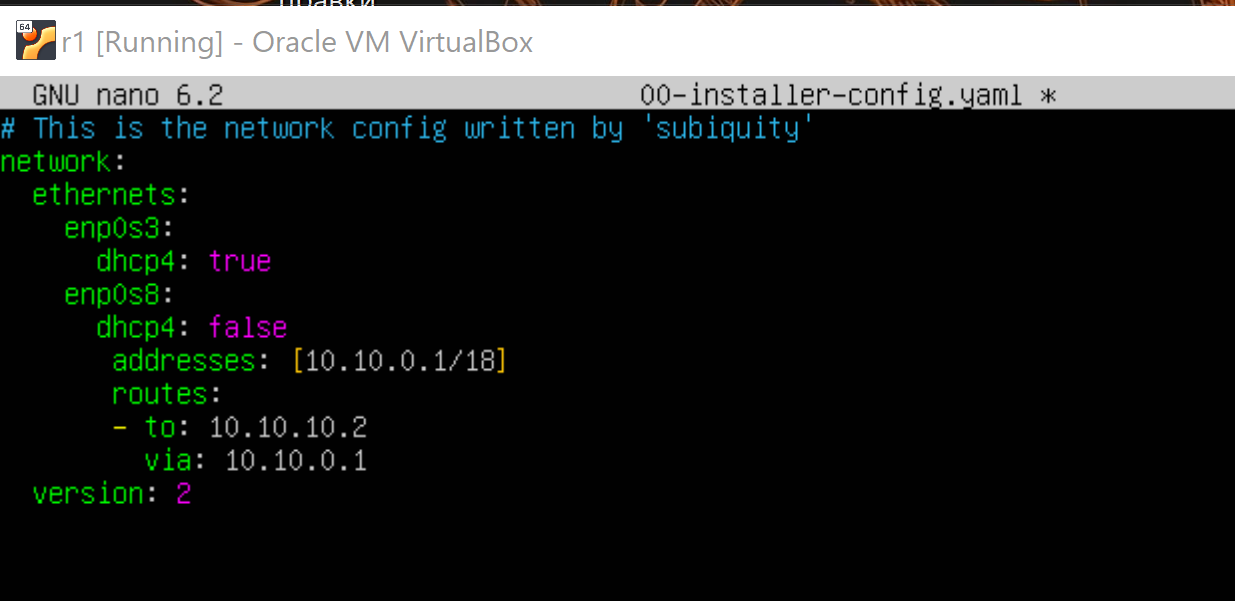 правки
64
r1 [Running] - Oracle VM VirtualBox
GNU nano 6.2 00-installer-config.yaml *
# This is the network config written by 'subiquity'
network:
  ethernets:
    enp0s3:
      dhcp4: true
    enp0s8:
      dhcp4: false
       addresses: [10.10.0.1/18]
       routes:
       - to: 10.10.10.2
         via: 10.10.0.1
  version: 2